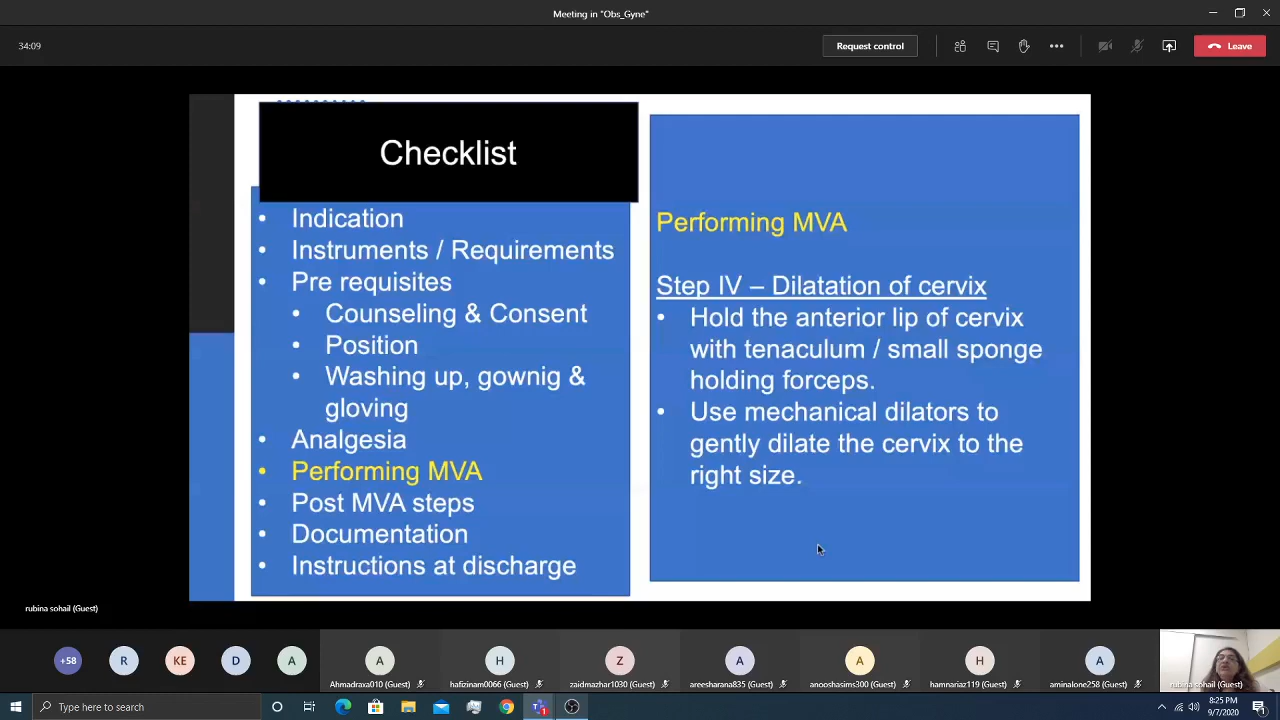 Meeting in "Obs_Gyne"
34:09
Request control
Leave
Checklist
• Indication
• Instruments / Requirements
• Pre requisites
• Counseling & Consent
• Position
• Washing up, gownig &
gloving
• Analgesia
• Performing MVA
• Post MVA steps
• Documentation
• Instructions at discharge
Performing MVA
Step IV – Dilatation of cervix
• Hold the anterior lip of cervix
with tenaculum / small sponge
holding forceps.
• Use mechanical dilators to
gently dilate the cervix to the
right size.
rubina sohail (Guest)
+58
R
KE
D
A
A
H
Z
A
A
H
A
Ahmadraxa010 (Guest)
hafizinam0066 (Guest)
zaidmazhar1030 (Guest)
areesharana835 (Guest)
anooshasims300 (Guest)
hamnariaz119 (Guest)
aminalone258 (Guest)
rubina sohail (Guest)
Type here to search
8:25 PM
9/7/2020